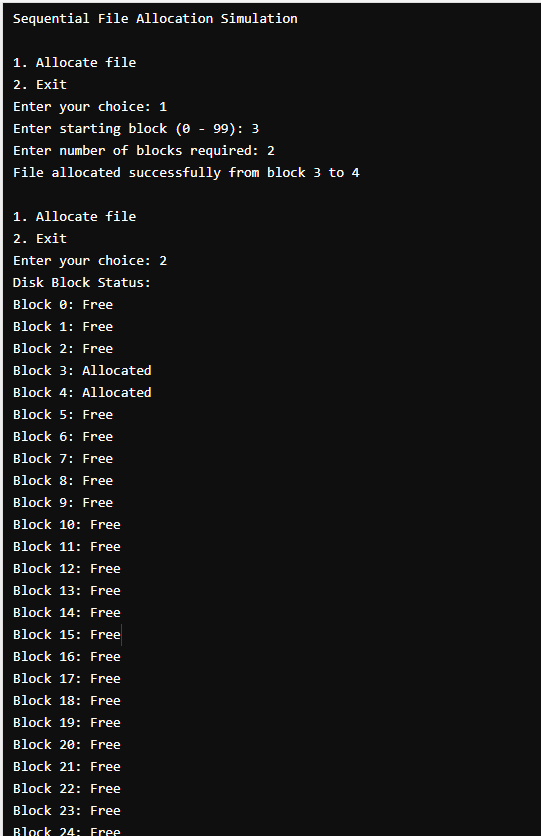 Sequential File Allocation Simulation
1. Allocate file
2. Exit
Enter your choice: 1
Enter starting block (0 - 99): 3
Enter number of blocks required: 2
File allocated successfully from block 3 to 4
1. Allocate file
2. Exit
Enter your choice: 2
Disk Block Status:
Block 0: Free
Block 1: Free
Block 2: Free
Block 3: Allocated
Block 4: Allocated
Block 5: Free
Block 6: Free
Block 7: Free
Block 8: Free
Block 9: Free
Block 10: Free
Block 11: Free
Block 12: Free
Block 13: Free
Block 14: Free
Block 15: Free
Block 16: Free
Block 17: Free
Block 18: Free
Block 19: Free
Block 20: Free
Block 21: Free
Block 22: Free
Block 23: Free
Block 24: Free